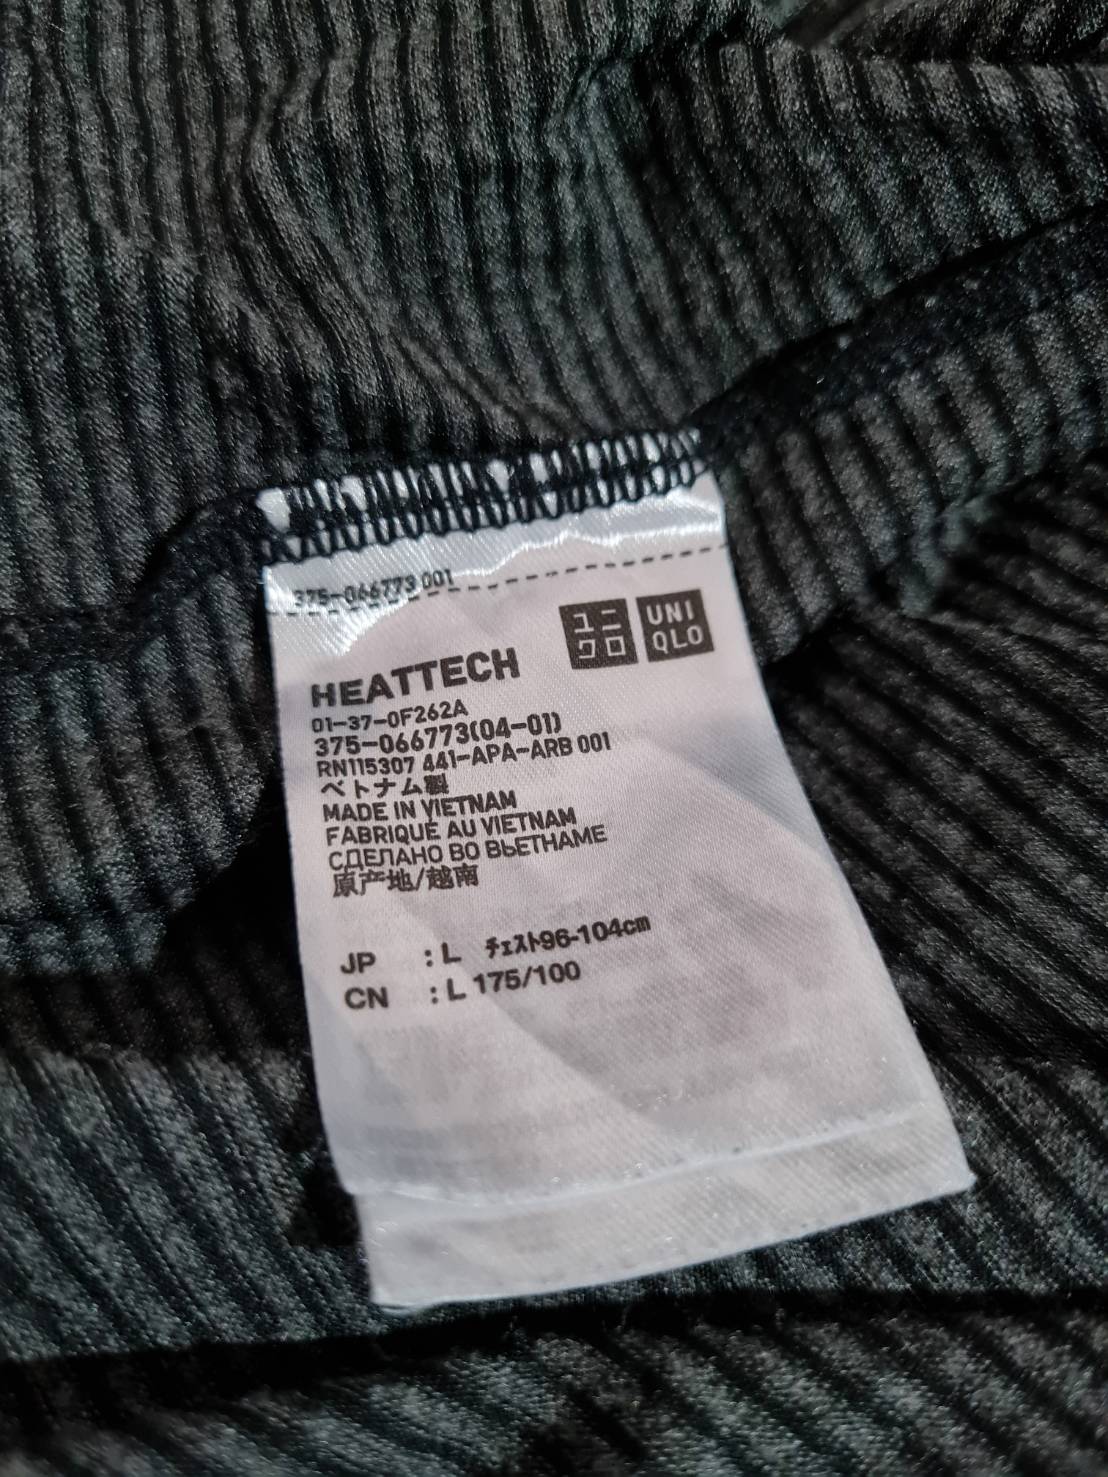 375-066773 001
ユニ
クロ
UNI
QLO
HEATTECH
01-37-0F262A
375-066773(04-01)
RN115307 441-APA-ARB 001
ベトナム製
MADE IN VIETNAM
FABRIQUÉ AU VIETNAM
СДЕЛАНО ВО ВЬЕТНАМЕ
原产地/越南
JP : L チェスト96-104cm
CN : L 175/100